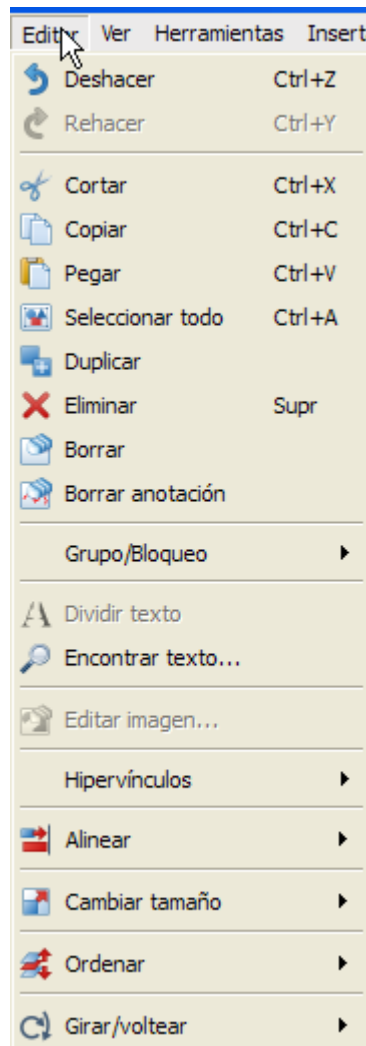 Editar Ver Herramientas Insert
Deshacer Ctrl+Z
Rehacer Ctrl+Y
Cortar Ctrl+X
Copiar Ctrl+C
Pegar Ctrl+V
Seleccionar todo Ctrl+A
Duplicar
Eliminar Supr
Borrar
Borrar anotación
Grupo/Bloqueo
Dividir texto
Encontrar texto...
Editar imagen...
Hipervínculos
Alinear
Cambiar tamaño
Ordenar
Girar/voltear